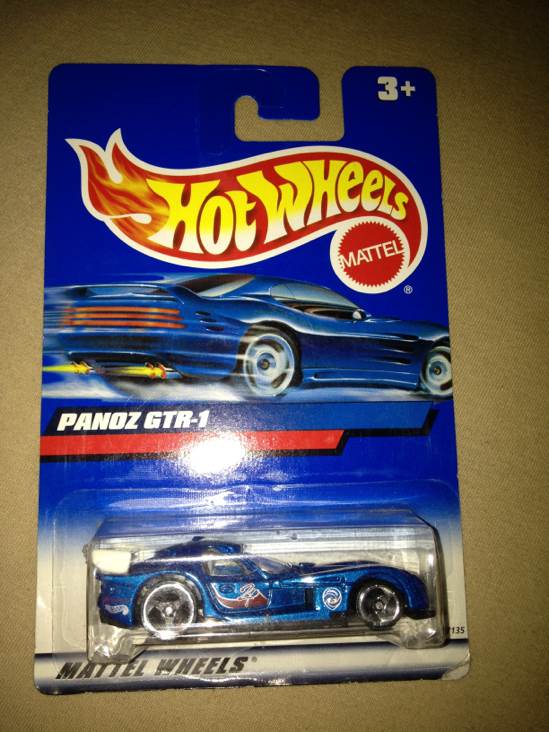 3+
HOT WHEELS
MATTEL
®
PANOZ GTR-1
MATTEL WHEELS®